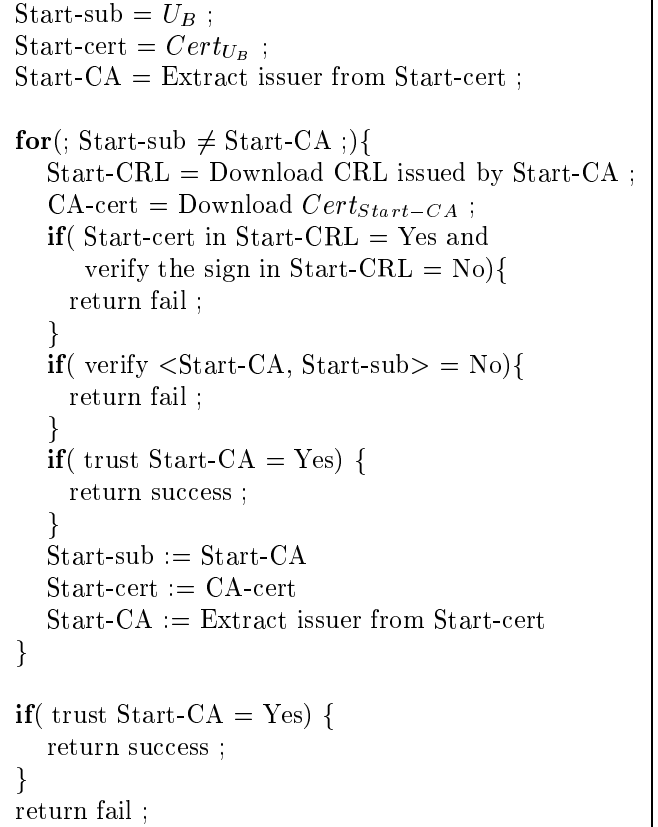 Start-sub = U_B ;
Start-cert = Cert_{U_B} ;
Start-CA = Extract issuer from Start-cert ;
for(; Start-sub ≠ Start-CA ;){
Start-CRL = Download CRL issued by Start-CA ;
CA-cert = Download Cert_{Start-CA} ;
if( Start-cert in Start-CRL = Yes and
verify the sign in Start-CRL = No){
return fail ;
}
if( verify <Start-CA, Start-sub> = No){
return fail ;
}
if( trust Start-CA = Yes) {
return success ;
}
Start-sub := Start-CA
Start-cert := CA-cert
Start-CA := Extract issuer from Start-cert
}
if( trust Start-CA = Yes) {
return success ;
}
return fail ;